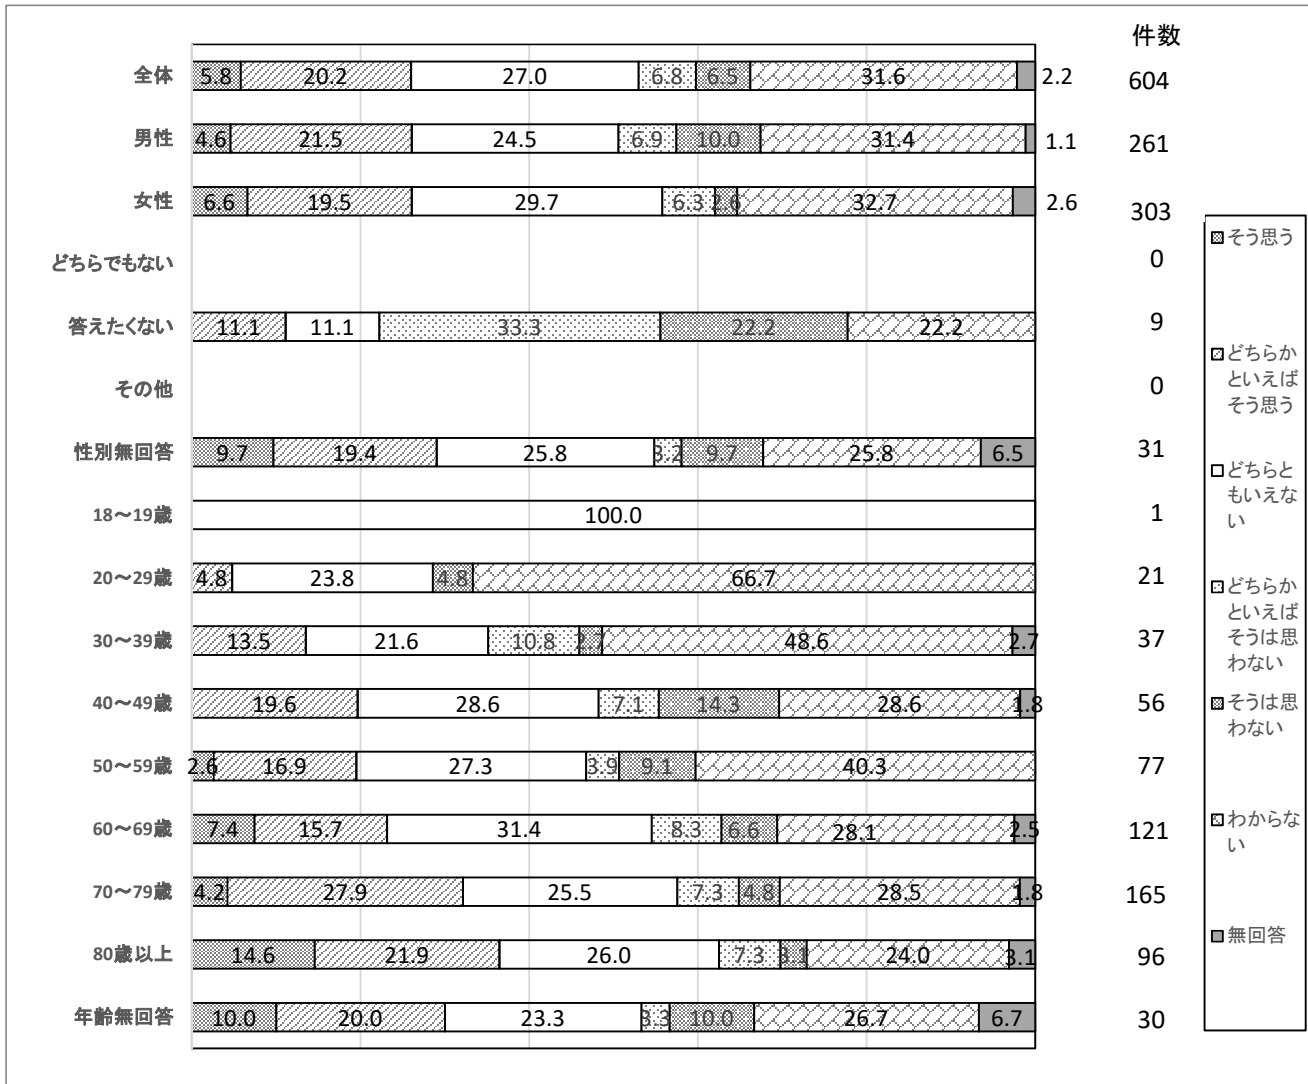 件数
全体 5.8 20.2 27.0 6.8 6.5 31.6 2.2 604
男性 4.6 21.5 24.5 6.9 10.0 31.4 1.1 261
女性 6.6 19.5 29.7 6.3 2.6 32.7 2.6 303
どちらでもない 0
答えたくない 11.1 11.1 33.3 22.2 22.2 9
その他 0
性別無回答 9.7 19.4 25.8 3.2 9.7 25.8 6.5 31
18～19歳 100.0 1
20～29歳 4.8 23.8 4.8 66.7 21
30～39歳 13.5 21.6 10.8 2.7 48.6 2.7 37
40～49歳 19.6 28.6 7.1 14.3 28.6 1.8 56
50～59歳 2.6 16.9 27.3 3.9 9.1 40.3 77
60～69歳 7.4 15.7 31.4 8.3 6.6 28.1 2.5 121
70～79歳 4.2 27.9 25.5 7.3 4.8 28.5 1.8 165
80歳以上 14.6 21.9 26.0 7.3 3.1 24.0 3.1 96
年齢無回答 10.0 20.0 23.3 3.3 10.0 26.7 6.7 30
そう思う
どちらか
といえば
そう思う
どちらと
もいえな
い
どちらか
といえば
そうは思
わない
そうは思
わない
わからな
い
無回答